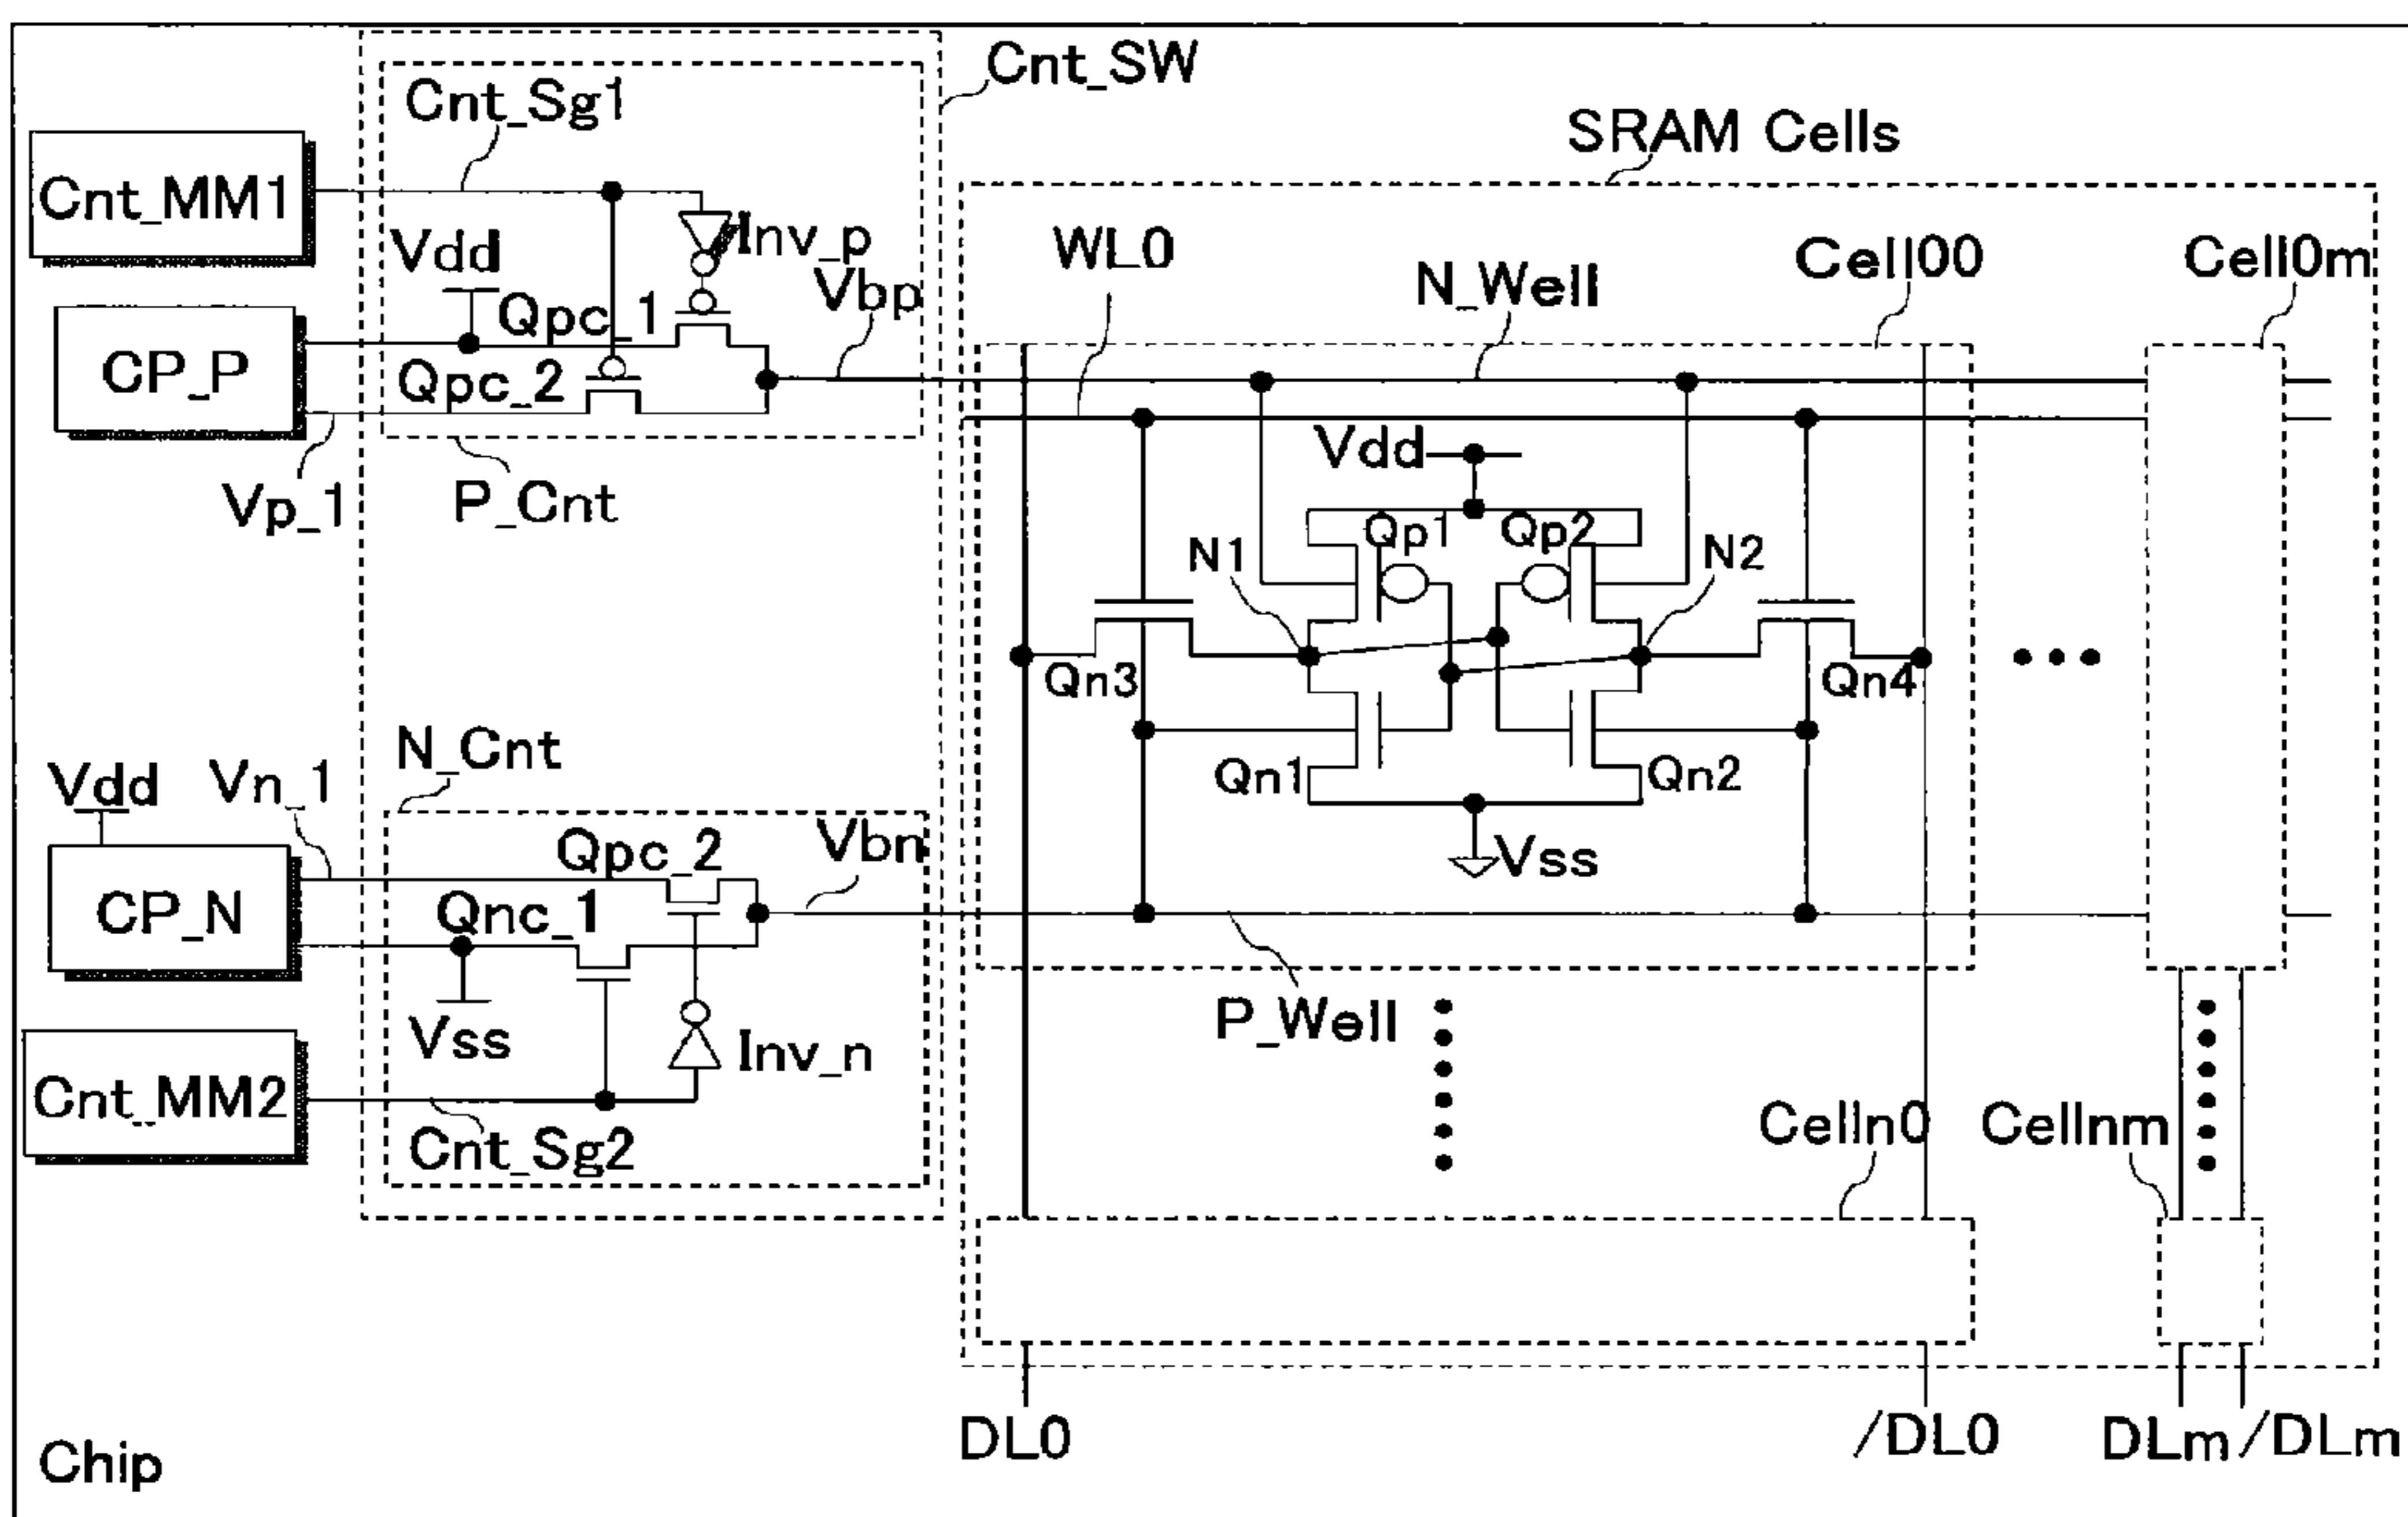 Cnt_SW
Cnt_Sg1
SRAM Cells
Cnt_MM1
Inv_p
Vdd
WL0
Cell00
Cell0m
N_Well
Vbp
Qpc_1
CP_P
Qpc_2
Vdd
Vp_1
P_Cnt
Qp1
Qp2
N1
N2
Qn3
Qn4
N_Cnt
Vdd
Vn_1
Qn1
Qn2
Qpc_2
Vbn
Vss
CP_N
Qnc_1
P_Well
Vss
Inv_n
Cnt_MM2
Cnt_Sg2
Celln0
Cellnm
DL0
/DL0
DLm
/DLm
Chip